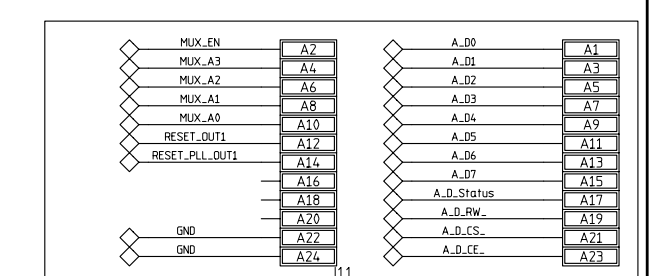 MUX_EN A2 A_D0 A1
MUX_A3 A4 A_D1 A3
MUX_A2 A6 A_D2 A5
MUX_A1 A8 A_D3 A7
MUX_A0 A10 A_D4 A9
RESET_OUT1 A12 A_D5 A11
RESET_PLL_OUT1 A14 A_D6 A13
A16 A_D7 A15
A18 A_D_Status A17
A20 A_D_RW_ A19
GND A22 A_D_CS_ A21
GND A24 A_D_CE_ A23
11